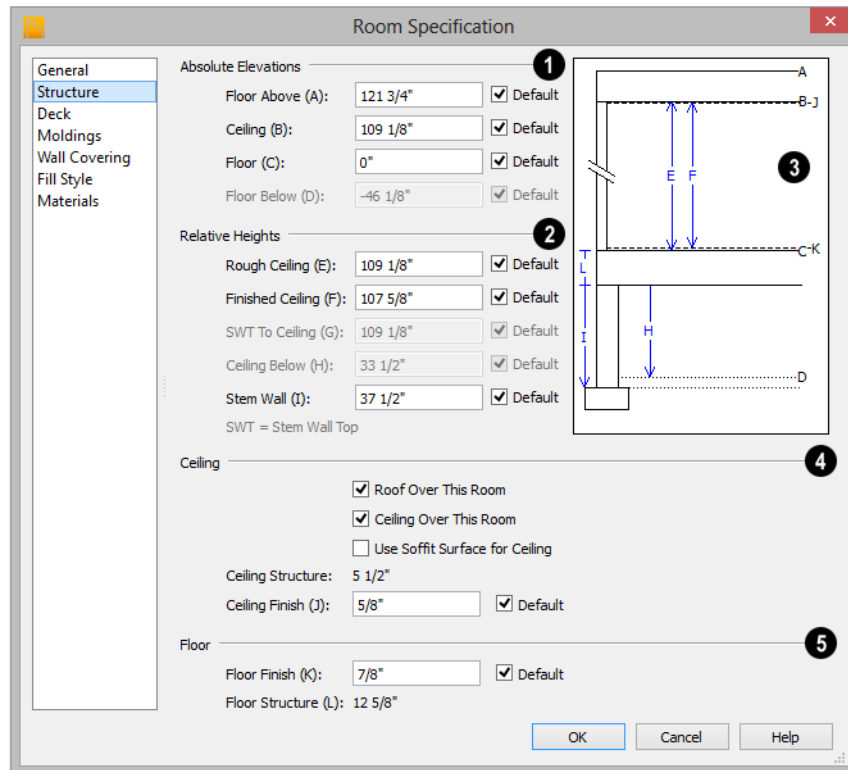 Room Specification
×
General
Structure
Deck
Moldings
Wall Covering
Fill Style
Materials
Absolute Elevations
1
Floor Above (A): 121 3/4" Default
Ceiling (B): 109 1/8" Default
Floor (C): 0" Default
Floor Below (D): -46 1/8" Default
Relative Heights
2
Rough Ceiling (E): 109 1/8" Default
Finished Ceiling (F): 107 5/8" Default
SWT To Ceiling (G): 109 1/8" Default
Ceiling Below (H): 33 1/2" Default
Stem Wall (I): 37 1/2" Default
SWT = Stem Wall Top
A
B-J
E F
3
C-K
L
I
H
D
Ceiling
4
Roof Over This Room
Ceiling Over This Room
Use Soffit Surface for Ceiling
Ceiling Structure: 5 1/2"
Ceiling Finish (J): 5/8" Default
Floor
5
Floor Finish (K): 7/8" Default
Floor Structure (L): 12 5/8"
OK Cancel Help